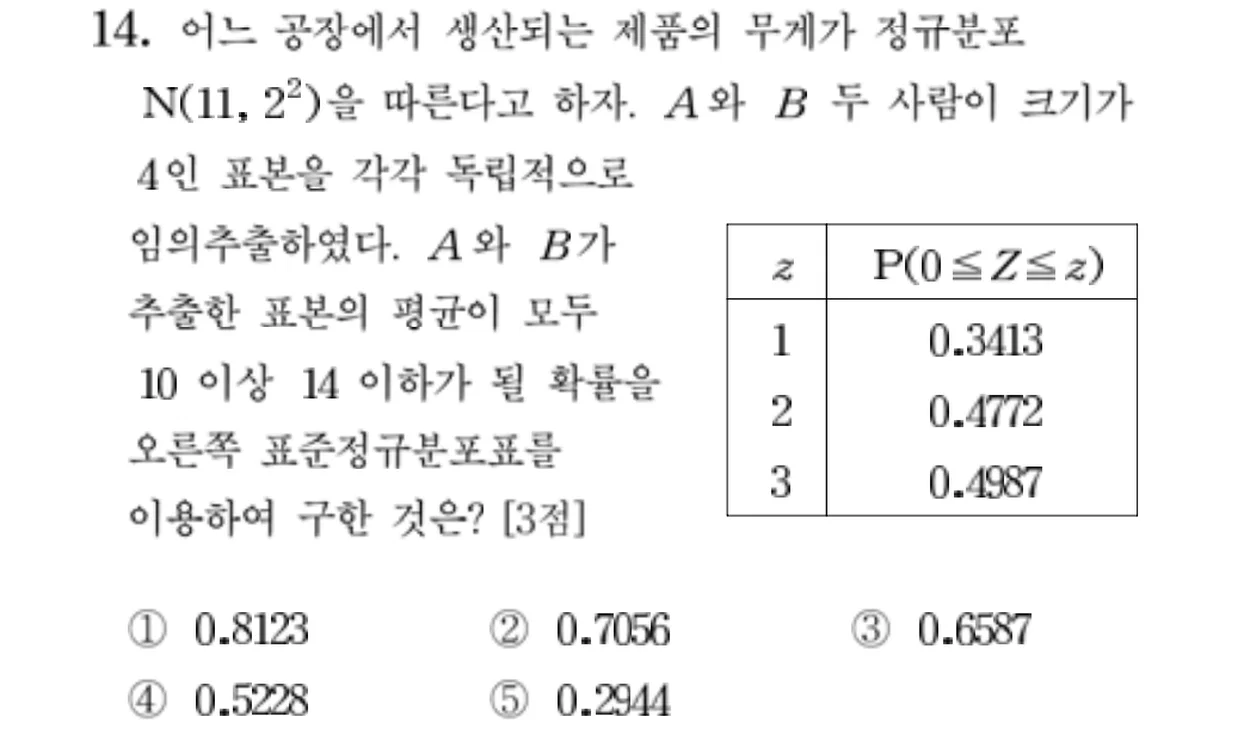 14. 어느 공장에서 생산되는 제품의 무게가 정규분포
N(11, 2²)을 따른다고 하자. A와 B 두 사람이 크기가
4인 표본을 각각 독립적으로
임의추출하였다. A와 B가
추출한 표본의 평균이 모두
10 이상 14 이하가 될 확률을
오른쪽 표준정규분포표를
이용하여 구한 것은? [3점]
z P(0≦Z≦z)
1 0.3413
2 0.4772
3 0.4987
① 0.8123 ② 0.7056 ③ 0.6587
④ 0.5228 ⑤ 0.2944